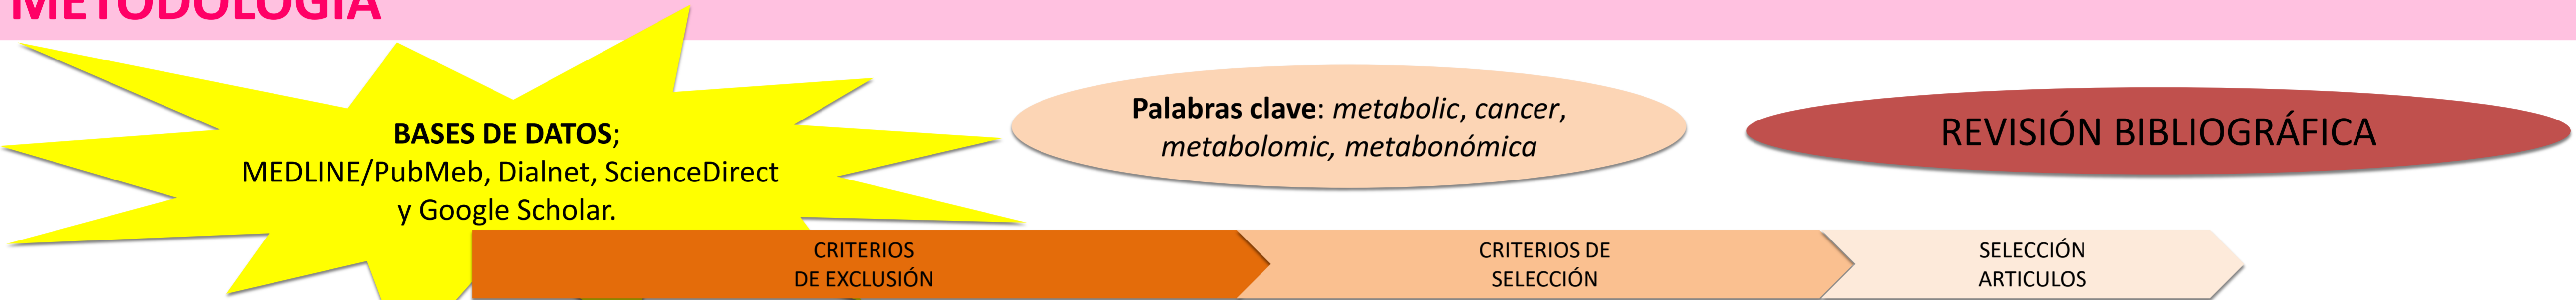 METODOLOGÍA
BASES DE DATOS;
MEDLINE/PubMeb, Dialnet, ScienceDirect
y Google Scholar.
Palabras clave: metabolic, cancer,
metabolomic, metabonómica
REVISIÓN BIBLIOGRÁFICA
CRITERIOS
DE EXCLUSIÓN
CRITERIOS DE
SELECCIÓN
SELECCIÓN
ARTICULOS